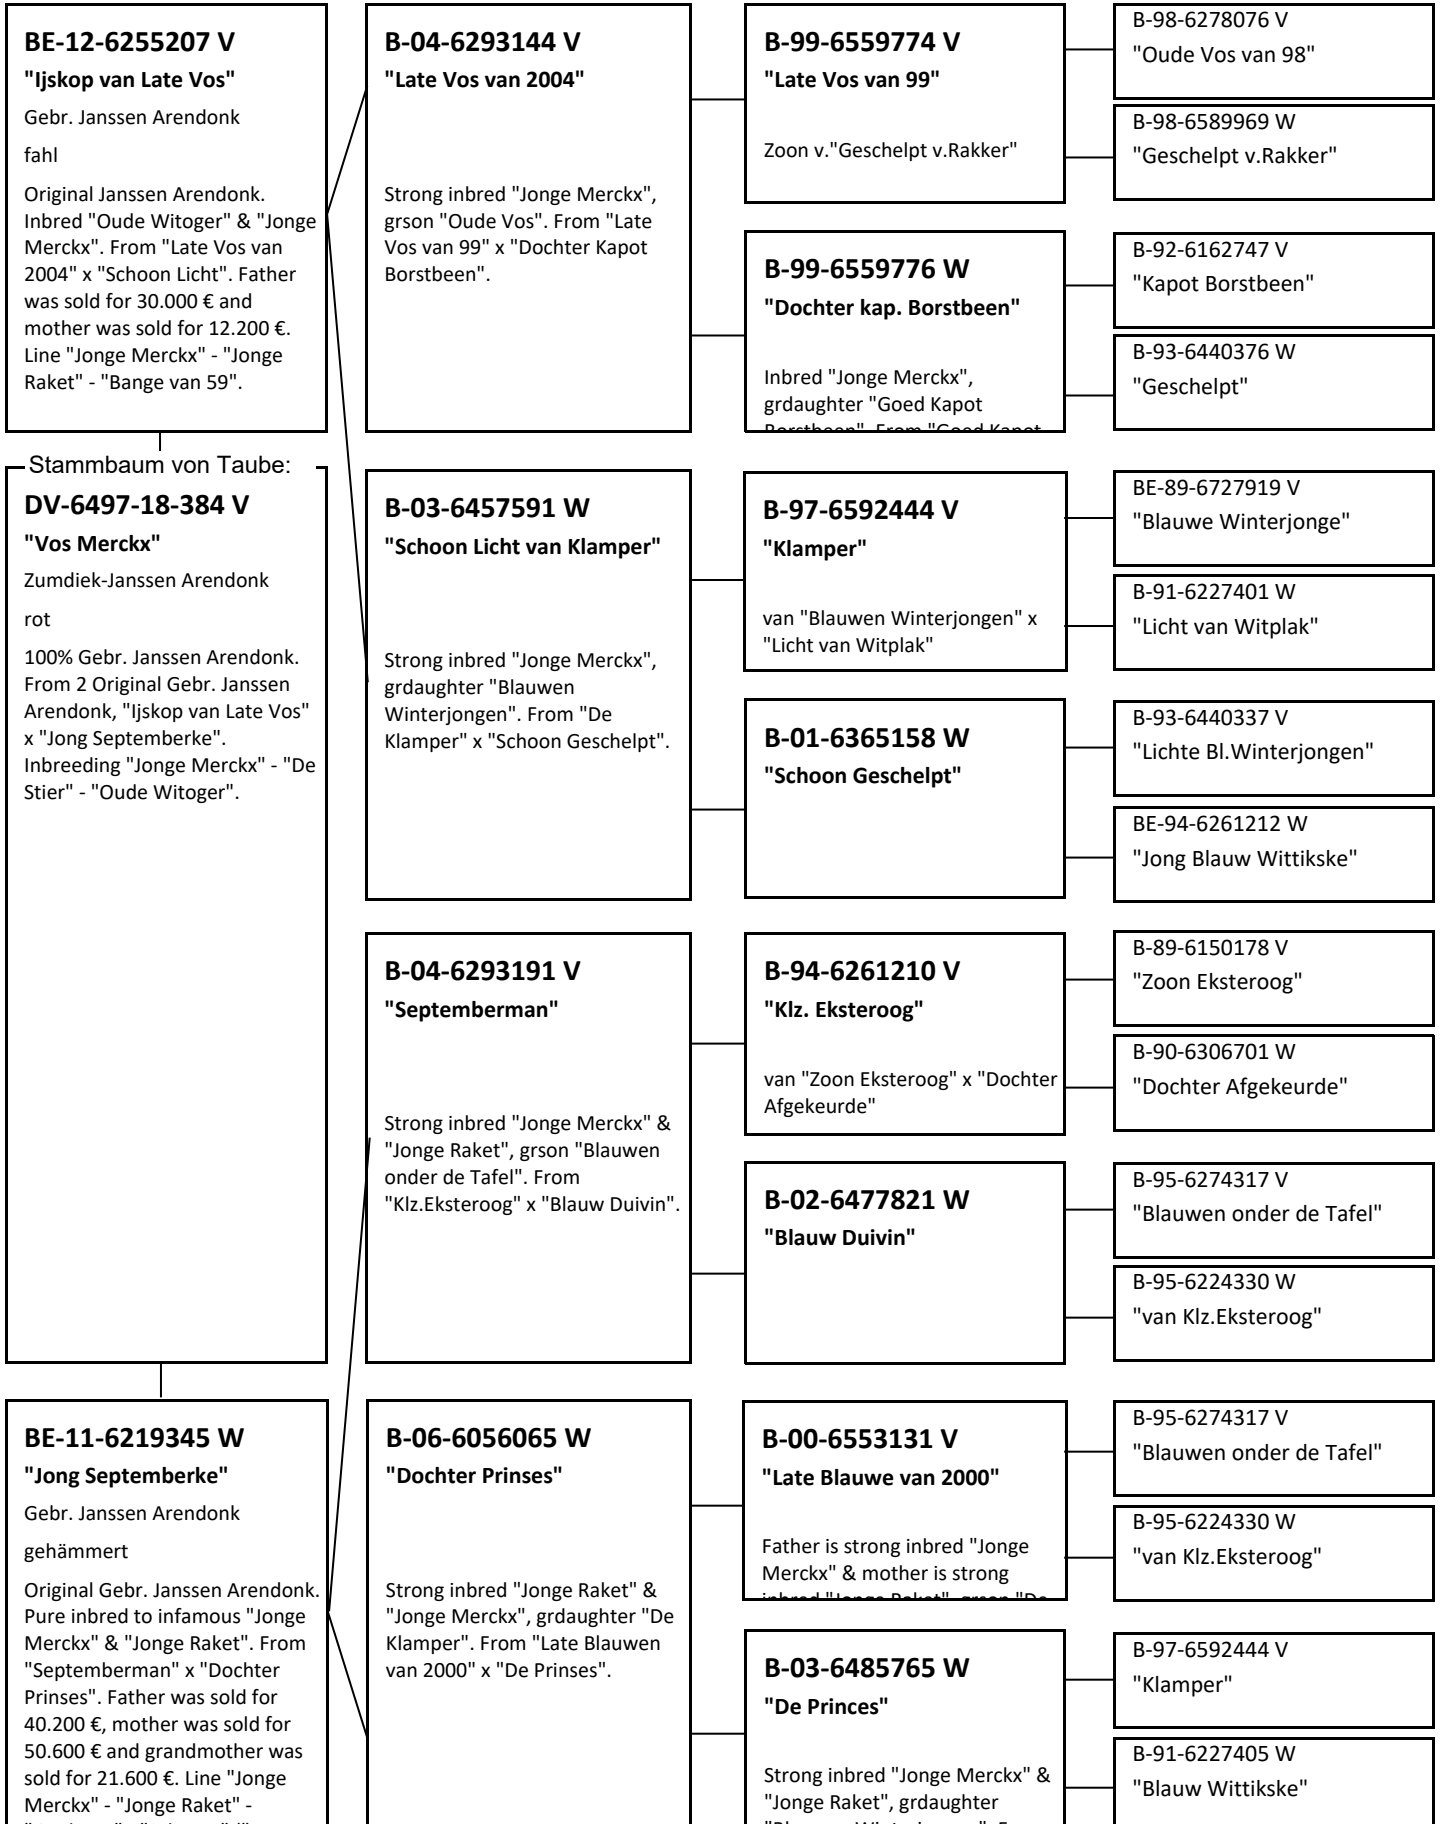 BE-12-6255207 V
"Ijskop van Late Vos"
Gebr. Janssen Arendonk
fahl
Original Janssen Arendonk.
Inbred "Oude Witoger" & "Jonge
Merckx". From "Late Vos van
2004" x "Schoon Licht". Father
was sold for 30.000 € and
mother was sold for 12.200 €.
Line "Jonge Merckx" - "Jonge
Raket" - "Bange van 59".
Stammbaum von Taube:
DV-6497-18-384 V
"Vos Merckx"
Zumdiek-Janssen Arendonk
rot
100% Gebr. Janssen Arendonk.
From 2 Original Gebr. Janssen
Arendonk, "Ijskop van Late Vos"
x "Jong Septemberke".
Inbreeding "Jonge Merckx" - "De
Stier" - "Oude Witoger".
BE-11-6219345 W
"Jong Septemberke"
Gebr. Janssen Arendonk
gehämmert
Original Gebr. Janssen Arendonk.
Pure inbred to infamous "Jonge
Merckx" & "Jonge Raket". From
"Septemberman" x "Dochter
Prinses". Father was sold for
40.200 €, mother was sold for
50.600 € and grandmother was
sold for 21.600 €. Line "Jonge
Merckx" - "Jonge Raket" -
B-04-6293144 V
"Late Vos van 2004"
Strong inbred "Jonge Merckx",
grson "Oude Vos". From "Late
Vos van 99" x "Dochter Kapot
Borstbeen".
B-03-6457591 W
"Schoon Licht van Klamper"
Strong inbred "Jonge Merckx",
grdaughter "Blauwen
Winterjongen". From "De
Klamper" x "Schoon Geschelpt".
B-04-6293191 V
"Septemberman"
Strong inbred "Jonge Merckx" &
"Jonge Raket", grson "Blauwen
onder de Tafel". From
"Klz.Eksteroog" x "Blauw Duivin".
B-06-6056065 W
"Dochter Prinses"
Strong inbred "Jonge Raket" &
"Jonge Merckx", grdaughter "De
Klamper". From "Late Blauwen
van 2000" x "De Prinses".
B-99-6559774 V
"Late Vos van 99"
Zoon v."Geschelpt v.Rakker"
B-99-6559776 W
"Dochter kap. Borstbeen"
Inbred "Jonge Merckx",
grdaughter "Goed Kapot
Borstbeen". From "Goed Kapot
B-97-6592444 V
"Klamper"
van "Blauwen Winterjongen" x
"Licht van Witplak"
B-01-6365158 W
"Schoon Geschelpt"
B-94-6261210 V
"Klz. Eksteroog"
van "Zoon Eksteroog" x "Dochter
Afgekeurde"
B-02-6477821 W
"Blauw Duivin"
B-00-6553131 V
"Late Blauwe van 2000"
Father is strong inbred "Jonge
Merckx" & mother is strong
inbred "Jonge Raket", grson "De
B-03-6485765 W
"De Princes"
Strong inbred "Jonge Merckx" &
"Jonge Raket", grdaughter
B-98-6278076 V
"Oude Vos van 98"
B-98-6589969 W
"Geschelpt v.Rakker"
B-92-6162747 V
"Kapot Borstbeen"
B-93-6440376 W
"Geschelpt"
BE-89-6727919 V
"Blauwe Winterjonge"
B-91-6227401 W
"Licht van Witplak"
B-93-6440337 V
"Lichte Bl.Winterjongen"
BE-94-6261212 W
"Jong Blauw Wittikske"
B-89-6150178 V
"Zoon Eksteroog"
B-90-6306701 W
"Dochter Afgekeurde"
B-95-6274317 V
"Blauwen onder de Tafel"
B-95-6224330 W
"van Klz.Eksteroog"
B-95-6274317 V
"Blauwen onder de Tafel"
B-95-6224330 W
"van Klz.Eksteroog"
B-97-6592444 V
"Klamper"
B-91-6227405 W
"Blauw Wittikske"